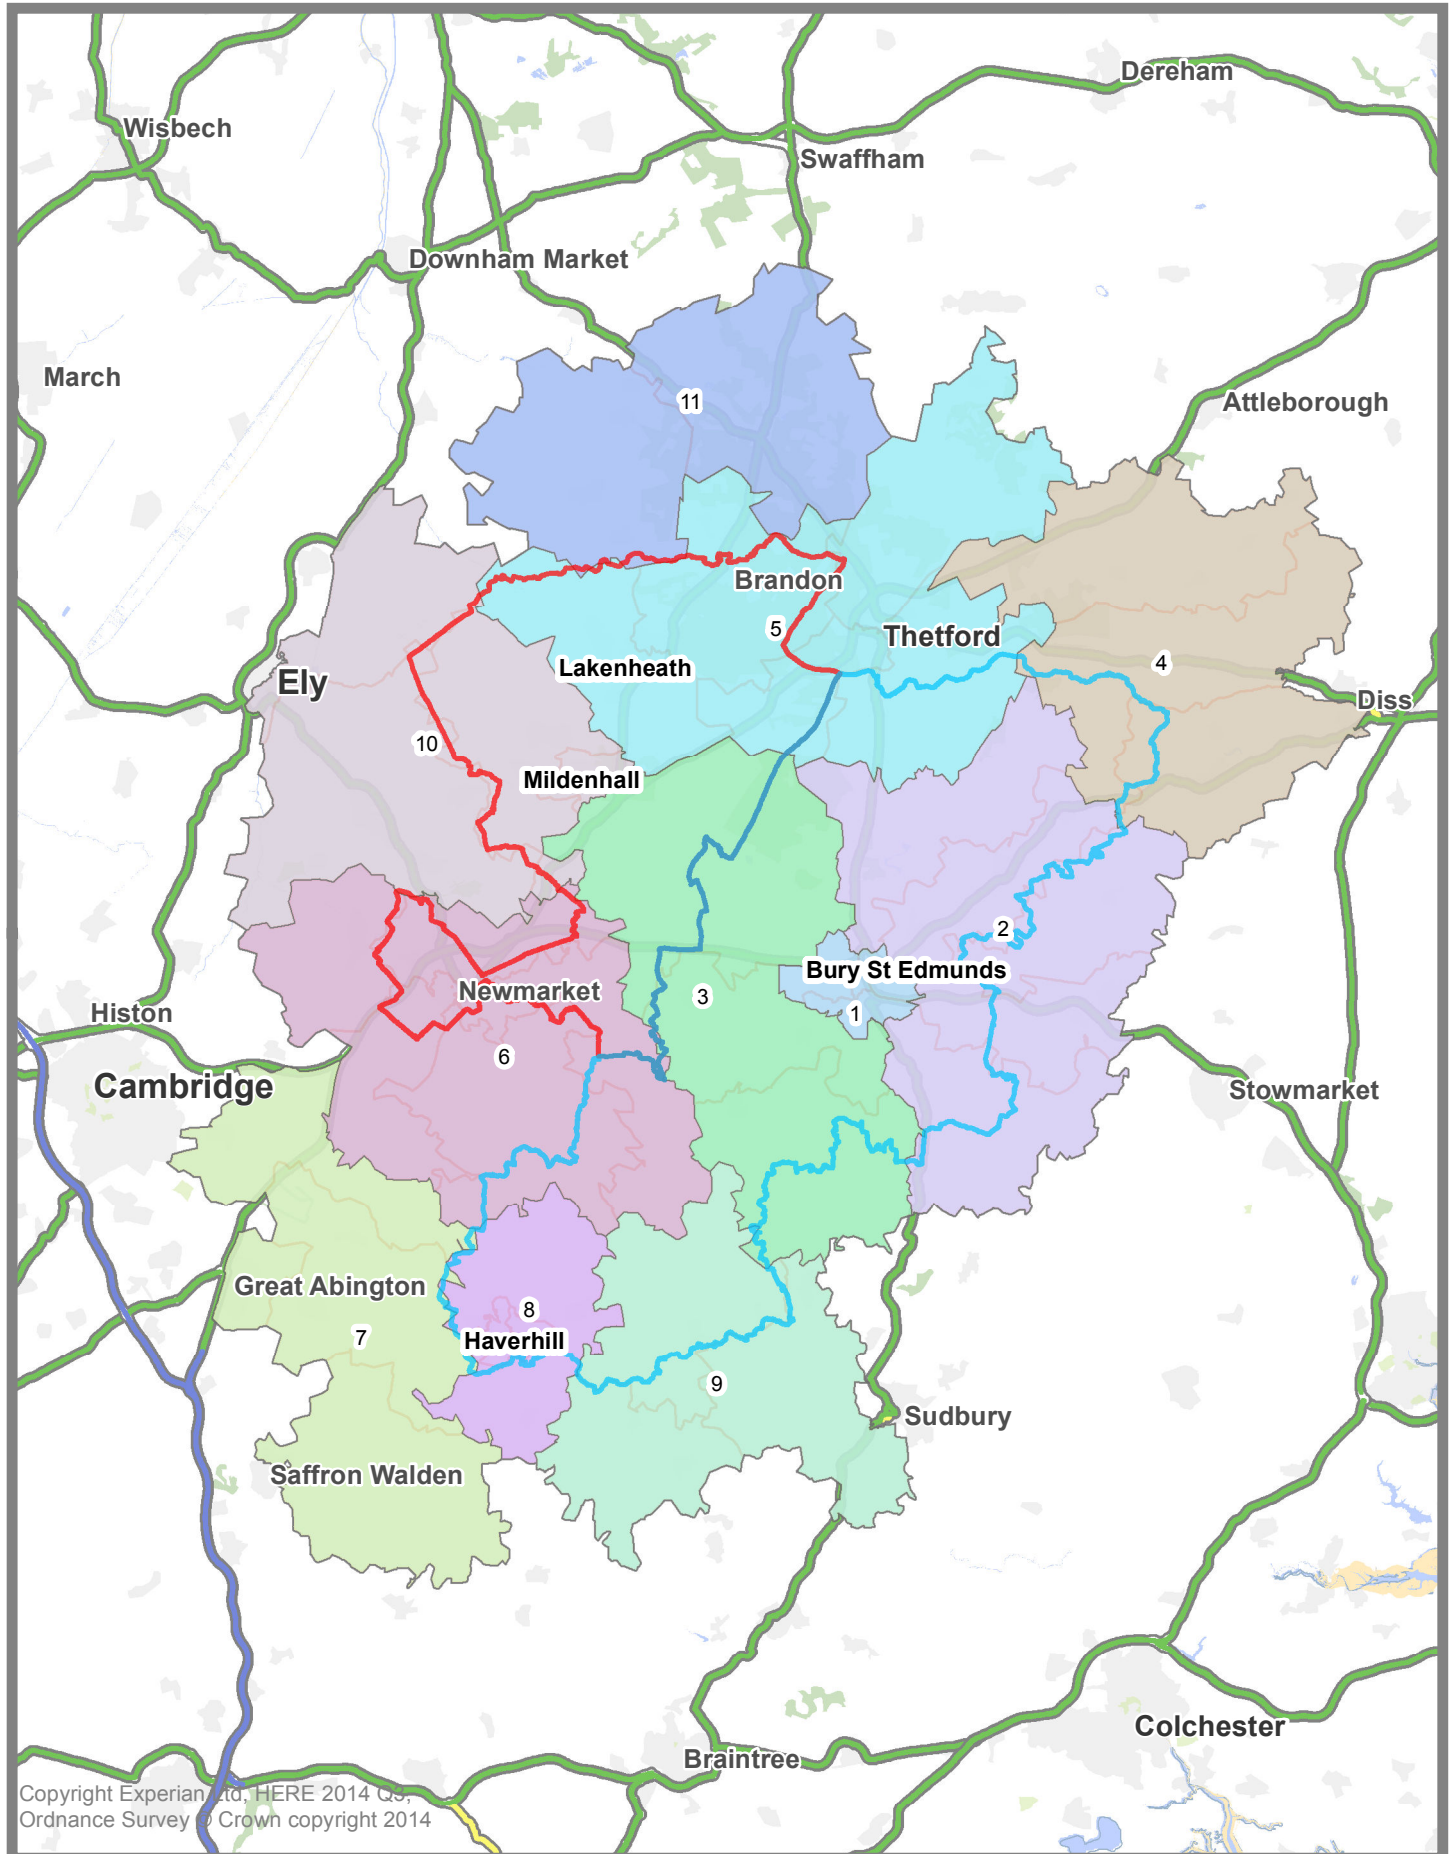 Dereham
Wisbech
Swaffham
Downham Market
March
11
Attleborough
Brandon
5
Thetford
Lakenheath
4
Ely
Diss
10
Mildenhall
2
Bury St Edmunds
Newmarket
3
Histon
1
6
Cambridge
Stowmarket
Great Abington
8
7
Haverhill
9
Sudbury
Saffron Walden
Colchester
Braintree
Copyright Experian Ltd, HERE 2014 Q3,
Ordnance Survey © Crown copyright 2014